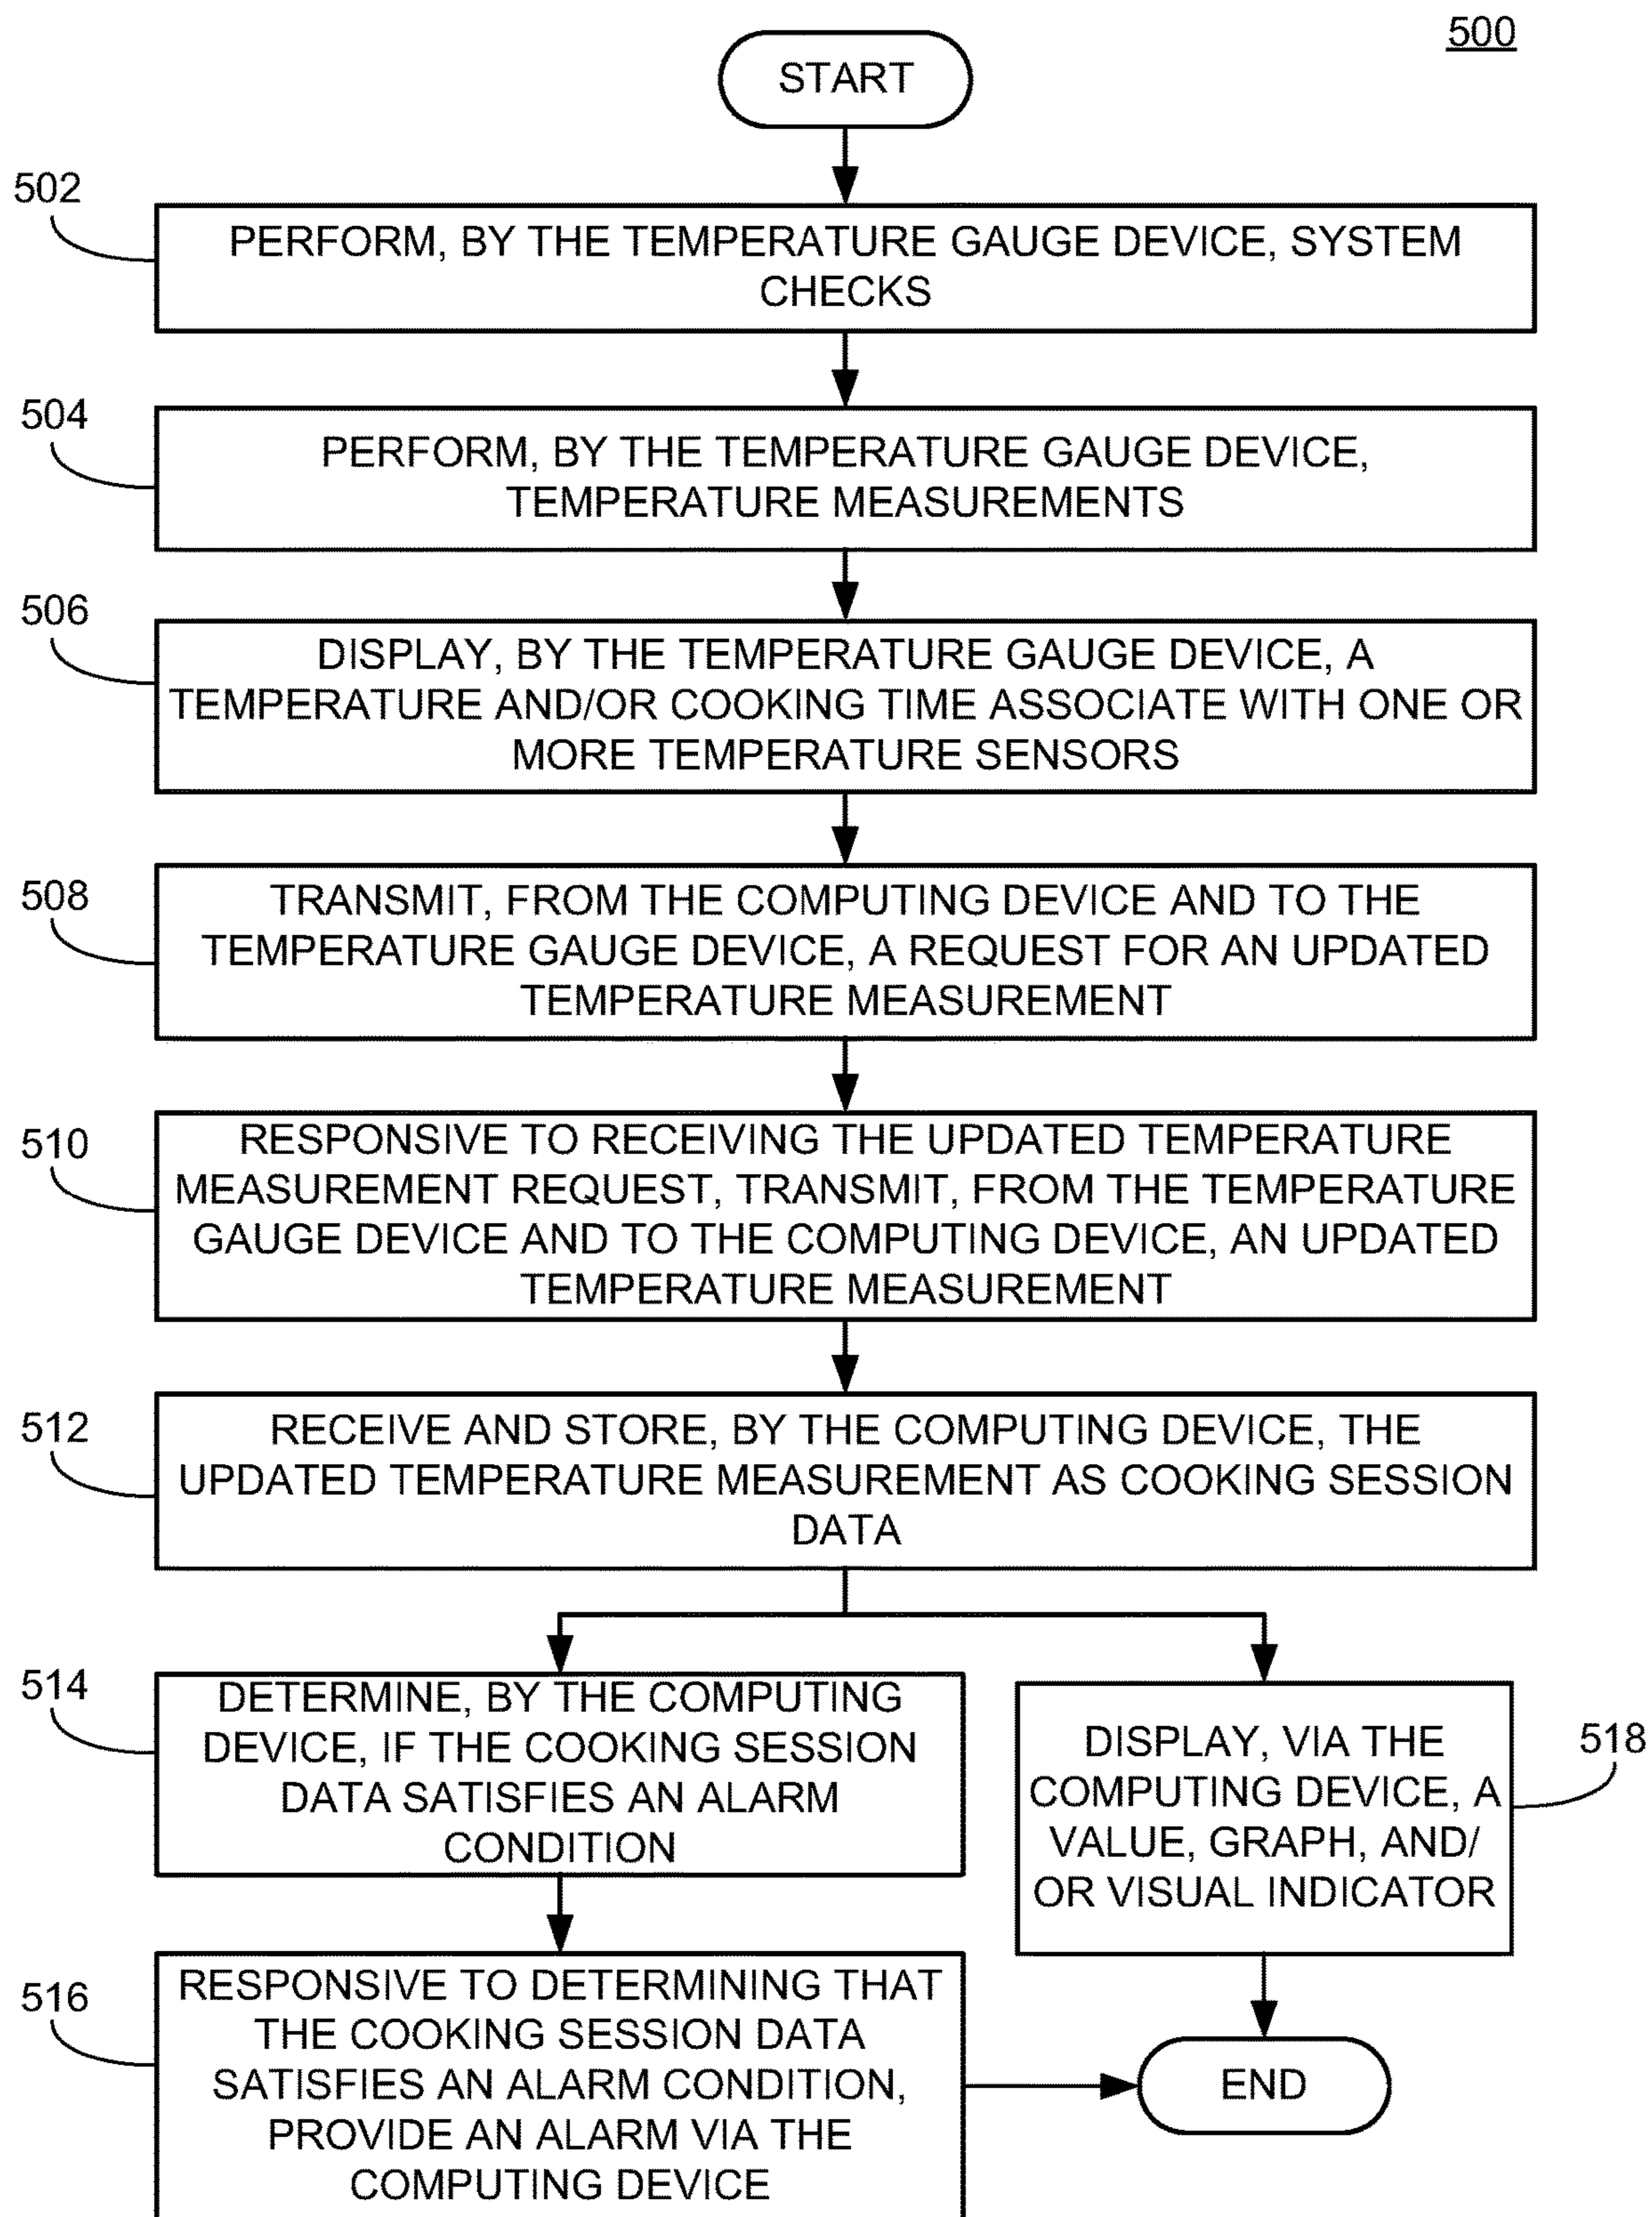 500
START
502
PERFORM, BY THE TEMPERATURE GAUGE DEVICE, SYSTEM
CHECKS
504
PERFORM, BY THE TEMPERATURE GAUGE DEVICE,
TEMPERATURE MEASUREMENTS
506
DISPLAY, BY THE TEMPERATURE GAUGE DEVICE, A
TEMPERATURE AND/OR COOKING TIME ASSOCIATE WITH ONE OR
MORE TEMPERATURE SENSORS
508
TRANSMIT, FROM THE COMPUTING DEVICE AND TO THE
TEMPERATURE GAUGE DEVICE, A REQUEST FOR AN UPDATED
TEMPERATURE MEASUREMENT
510
RESPONSIVE TO RECEIVING THE UPDATED TEMPERATURE
MEASUREMENT REQUEST, TRANSMIT, FROM THE TEMPERATURE
GAUGE DEVICE AND TO THE COMPUTING DEVICE, AN UPDATED
TEMPERATURE MEASUREMENT
512
RECEIVE AND STORE, BY THE COMPUTING DEVICE, THE
UPDATED TEMPERATURE MEASUREMENT AS COOKING SESSION
DATA
514
DETERMINE, BY THE COMPUTING
DEVICE, IF THE COOKING SESSION
DATA SATISFIES AN ALARM
CONDITION
518
DISPLAY, VIA THE
COMPUTING DEVICE, A
VALUE, GRAPH, AND/
OR VISUAL INDICATOR
516
RESPONSIVE TO DETERMINING THAT
THE COOKING SESSION DATA
SATISFIES AN ALARM CONDITION,
PROVIDE AN ALARM VIA THE
COMPUTING DEVICE
END